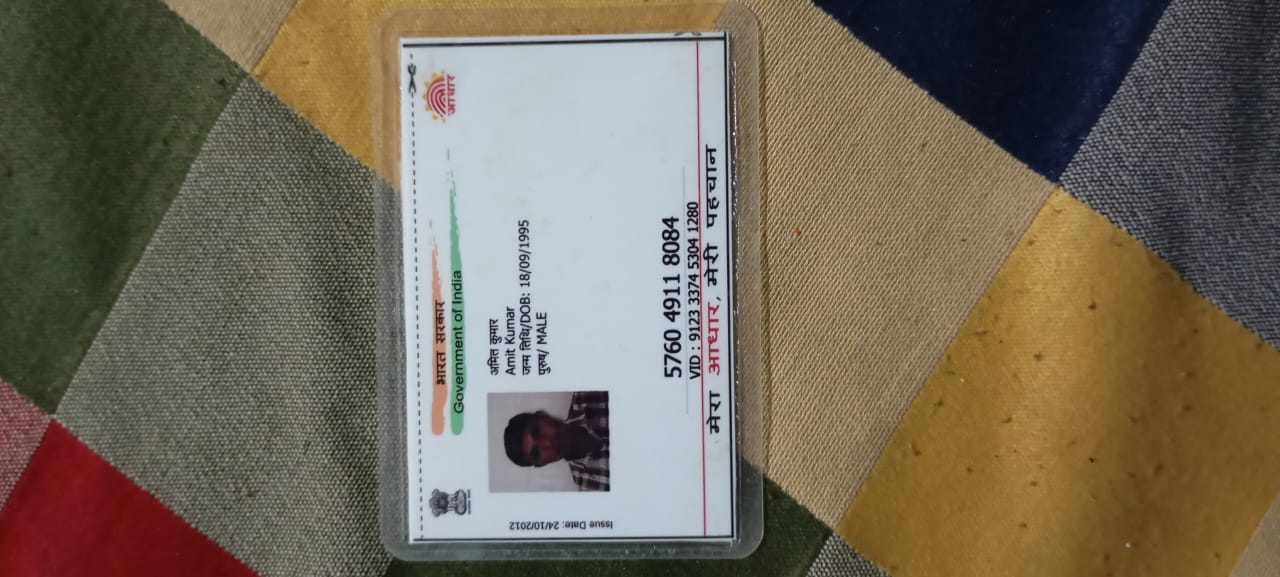 भारत सरकार
Government of India
आधार
अमित कुमार
Amit Kumar
जन्म तिथि/DOB: 18/09/1995
पुरुष/ MALE
Issue Date: 24/10/2012
5760 4911 8084
VID : 9123 3374 5304 1280
मेरा आधार, मेरी पहचान